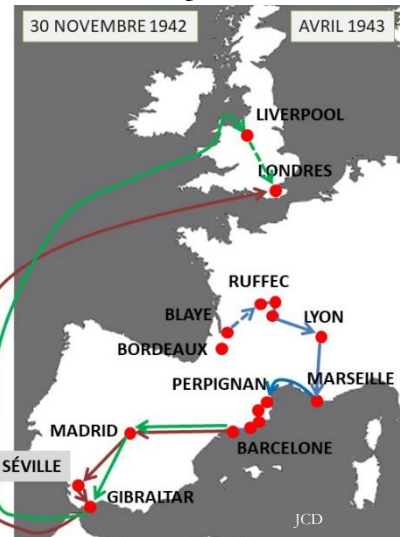 30 NOVEMBRE 1942
AVRIL 1943
LIVERPOOL
LONDRES
RUFFEC
BLAYE
LYON
BORDEAUX
PERPIGNAN
MARSEILLE
MADRID
BARCELONE
SÉVILLE
GIBRALTAR
JCD